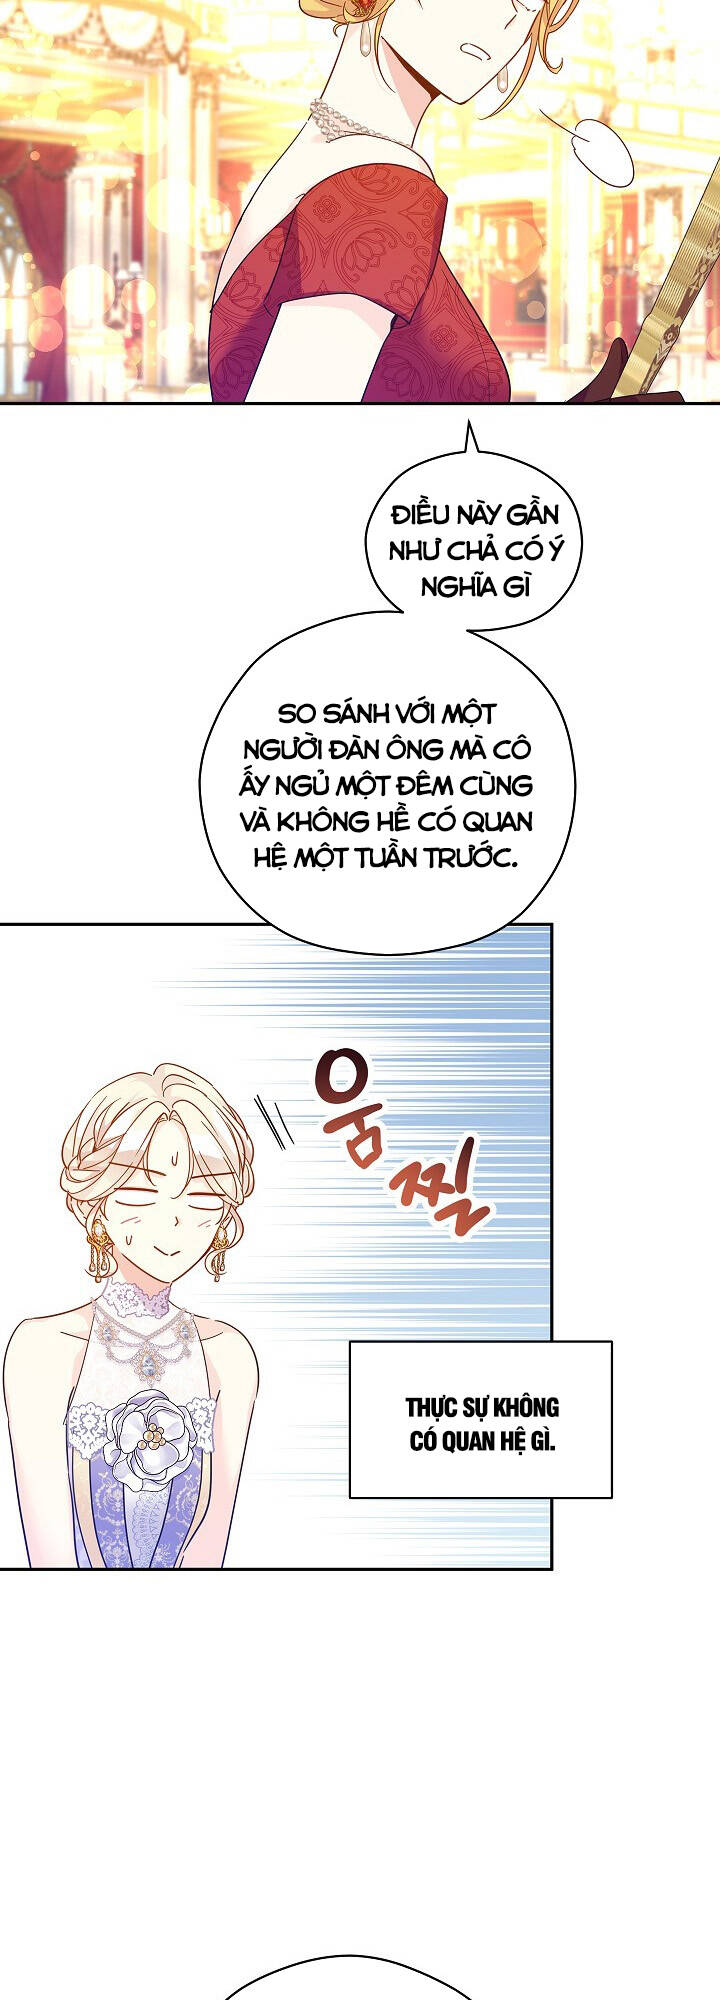 ĐIỀU NÀY GẦN
NHƯ CHẢ CÓ Ý
NGHĨA GÌ
SO SÁNH VỚI MỘT
NGƯỜI ĐÀN ÔNG MÀ CÔ
ẤY NGỦ MỘT ĐÊM CÙNG
VÀ KHÔNG HỀ CÓ QUAN
HỆ MỘT TUẦN TRƯỚC.
움찔
THỰC SỰ KHÔNG
CÓ QUAN HỆ GÌ.